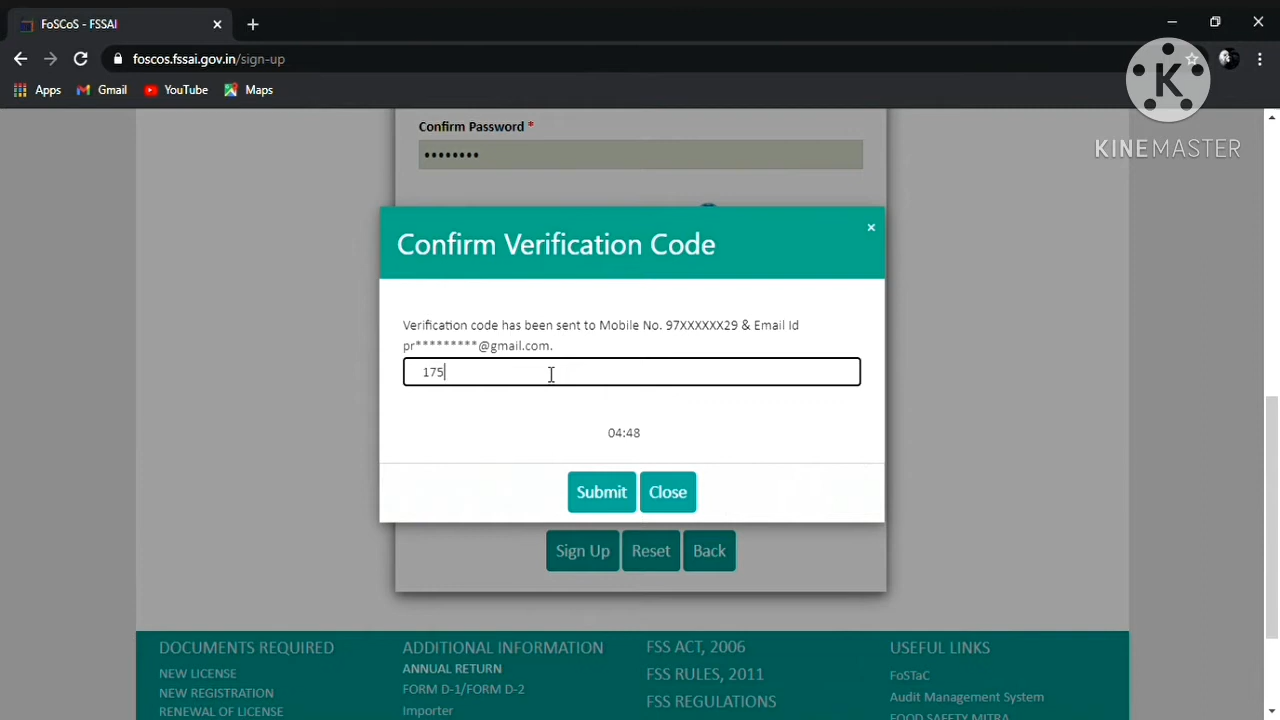 FoSCoS - FSSAI
foscos.fssai.gov.in/sign-up
Apps Gmail YouTube Maps
K
KINEMASTER
Confirm Password *
••••••••
Confirm Verification Code
×
Verification code has been sent to Mobile No. 97XXXXXX29 & Email Id
pr*********@gmail.com.
175
04:48
Submit Close
Sign Up Reset Back
DOCUMENTS REQUIRED
NEW LICENSE
NEW REGISTRATION
RENEWAL OF LICENSE
ADDITIONAL INFORMATION
ANNUAL RETURN
FORM D-1/FORM D-2
Importer
FSS ACT, 2006
FSS RULES, 2011
FSS REGULATIONS
USEFUL LINKS
FoSTaC
Audit Management System
FOOD SAFETY MITRA